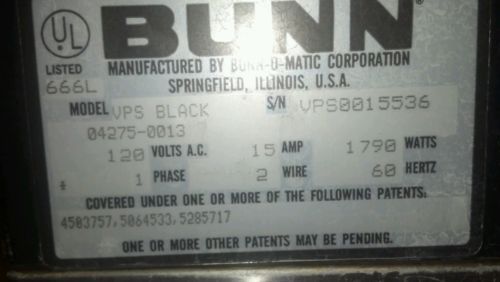 UL
BUNN
LISTED
666L
MANUFACTURED BY BUNN-O-MATIC CORPORATION
SPRINGFIELD, ILLINOIS, U.S.A.
MODEL VPS BLACK S/N VPS0015536
04275-0013
120 VOLTS A.C. 15 AMP 1790 WATTS
1 PHASE 2 WIRE 60 HERTZ
COVERED UNDER ONE OR MORE OF THE FOLLOWING PATENTS:
4503757,5064533,5285717
ONE OR MORE OTHER PATENTS MAY BE PENDING.